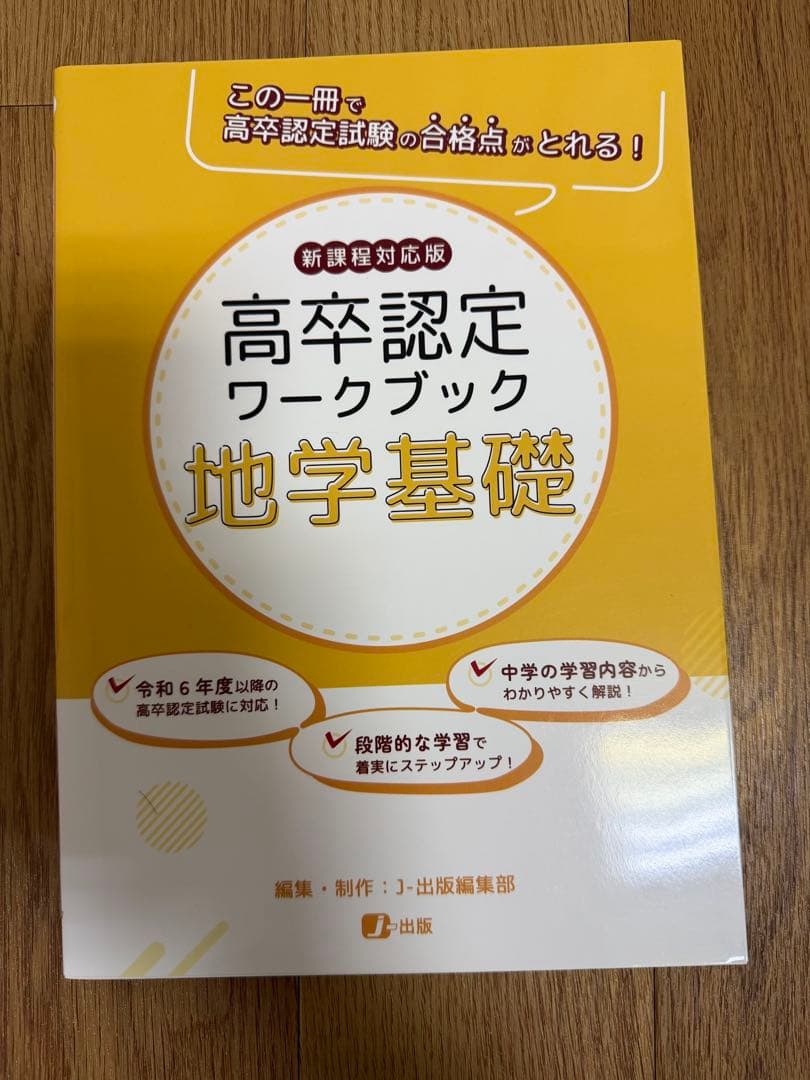 この一冊で
高卒認定試験の合格点がとれる！
新課程対応版
高卒認定
ワークブック
地学基礎
令和6年度以降の
高卒認定試験に対応！
中学の学習内容から
わかりやすく解説！
段階的な学習で
着実にステップアップ！
編集・制作：J-出版編集部
J-出版